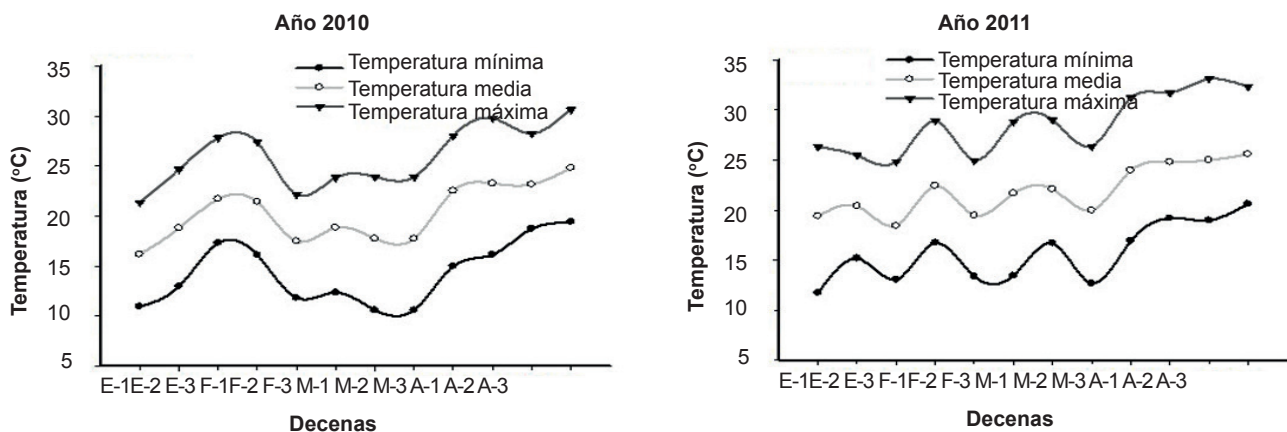 Año 2010
Temperatura mínima
Temperatura media
Temperatura máxima
35
30
25
20
15
10
5
Temperatura (ºC)
E-1E-2 E-3 F-1F-2 F-3 M-1 M-2 M-3 A-1 A-2 A-3
Decenas
Año 2011
Temperatura mínima
Temperatura media
Temperatura máxima
35
30
25
20
15
10
5
Temperatura (ºC)
E-1E-2 E-3 F-1F-2 F-3 M-1 M-2 M-3 A-1 A-2 A-3
Decenas